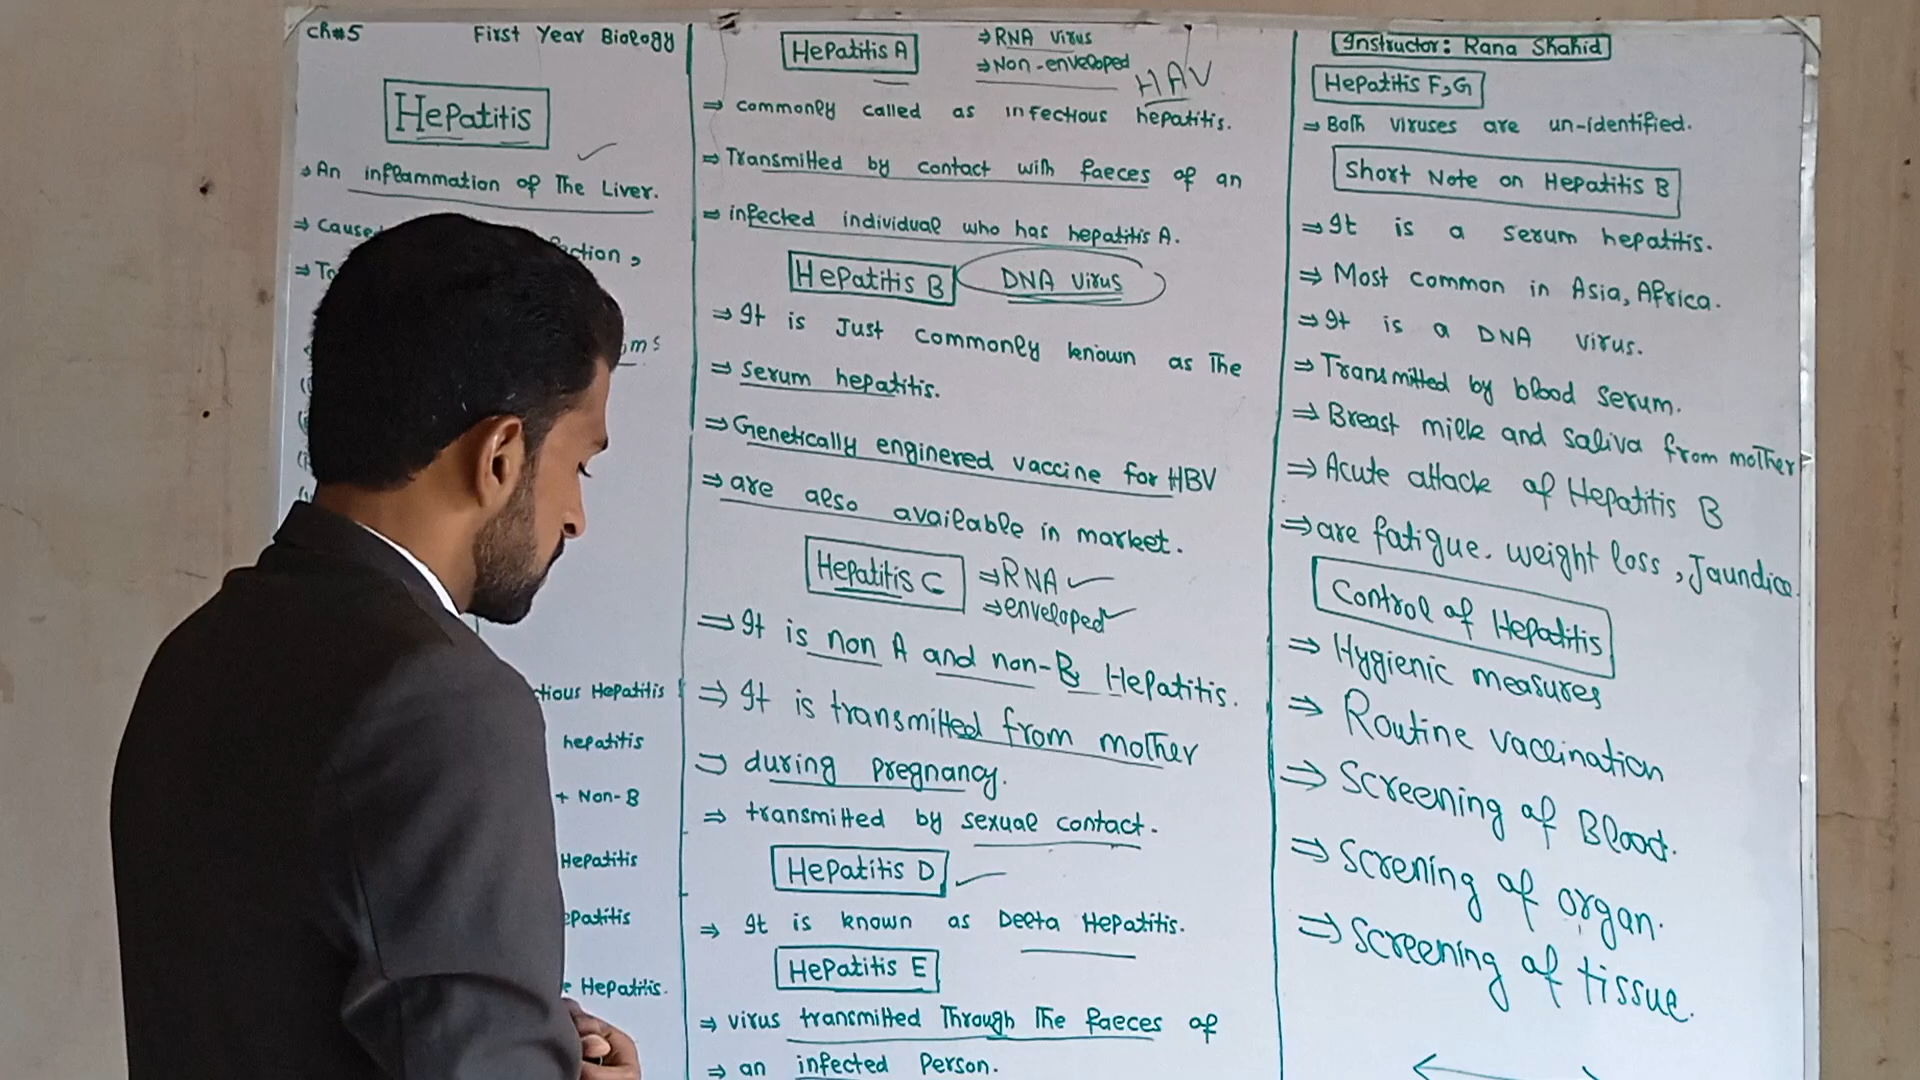 Ch#5 First Year Biology
Hepatitis
⇒ An inflammation of The Liver.
⇒ Cause
⇒ To
tious Hepatitis
hepatitis
+ Non-B
Hepatitis
epatitis
e Hepatitis.
Hepatitis A
⇒ RNA Virus
⇒ Non-enveloped
HAV
⇒ commonly called as infectious hepatitis.
⇒ Transmitted by contact with faeces of an
⇒ infected individual who has hepatitis A.
Hepatitis B DNA Virus
⇒ It is Just commonly known as The
⇒ serum hepatitis.
⇒ Genetically enginered vaccine for HBV
⇒ are also available in market.
Hepatitis C ⇒ RNA
⇒ enveloped
⇒ It is non A and non-B Hepatitis.
⇒ It is transmitted from mother
⇒ during pregnancy.
⇒ transmitted by sexual contact.
Hepatitis D
⇒ It is known as Delta Hepatitis.
Hepatitis E
⇒ virus transmitted Through The faeces of
⇒ an infected Person.
Instructor: Rana Shahid
Hepatitis F,G
⇒ Both viruses are un-identified.
Short Note on Hepatitis B
⇒ It is a serum hepatitis.
⇒ Most common in Asia, Africa.
⇒ It is a DNA virus.
⇒ Transmitted by blood serum.
⇒ Breast milk and saliva from mother
⇒ Acute attack of Hepatitis B
⇒ are fatigue. weight loss, Jaundice.
Control of Hepatitis
⇒ Hygienic measures
⇒ Routine vaccination
⇒ Screening of Blood.
⇒ Screning of organ.
⇒ Screening of tissue.